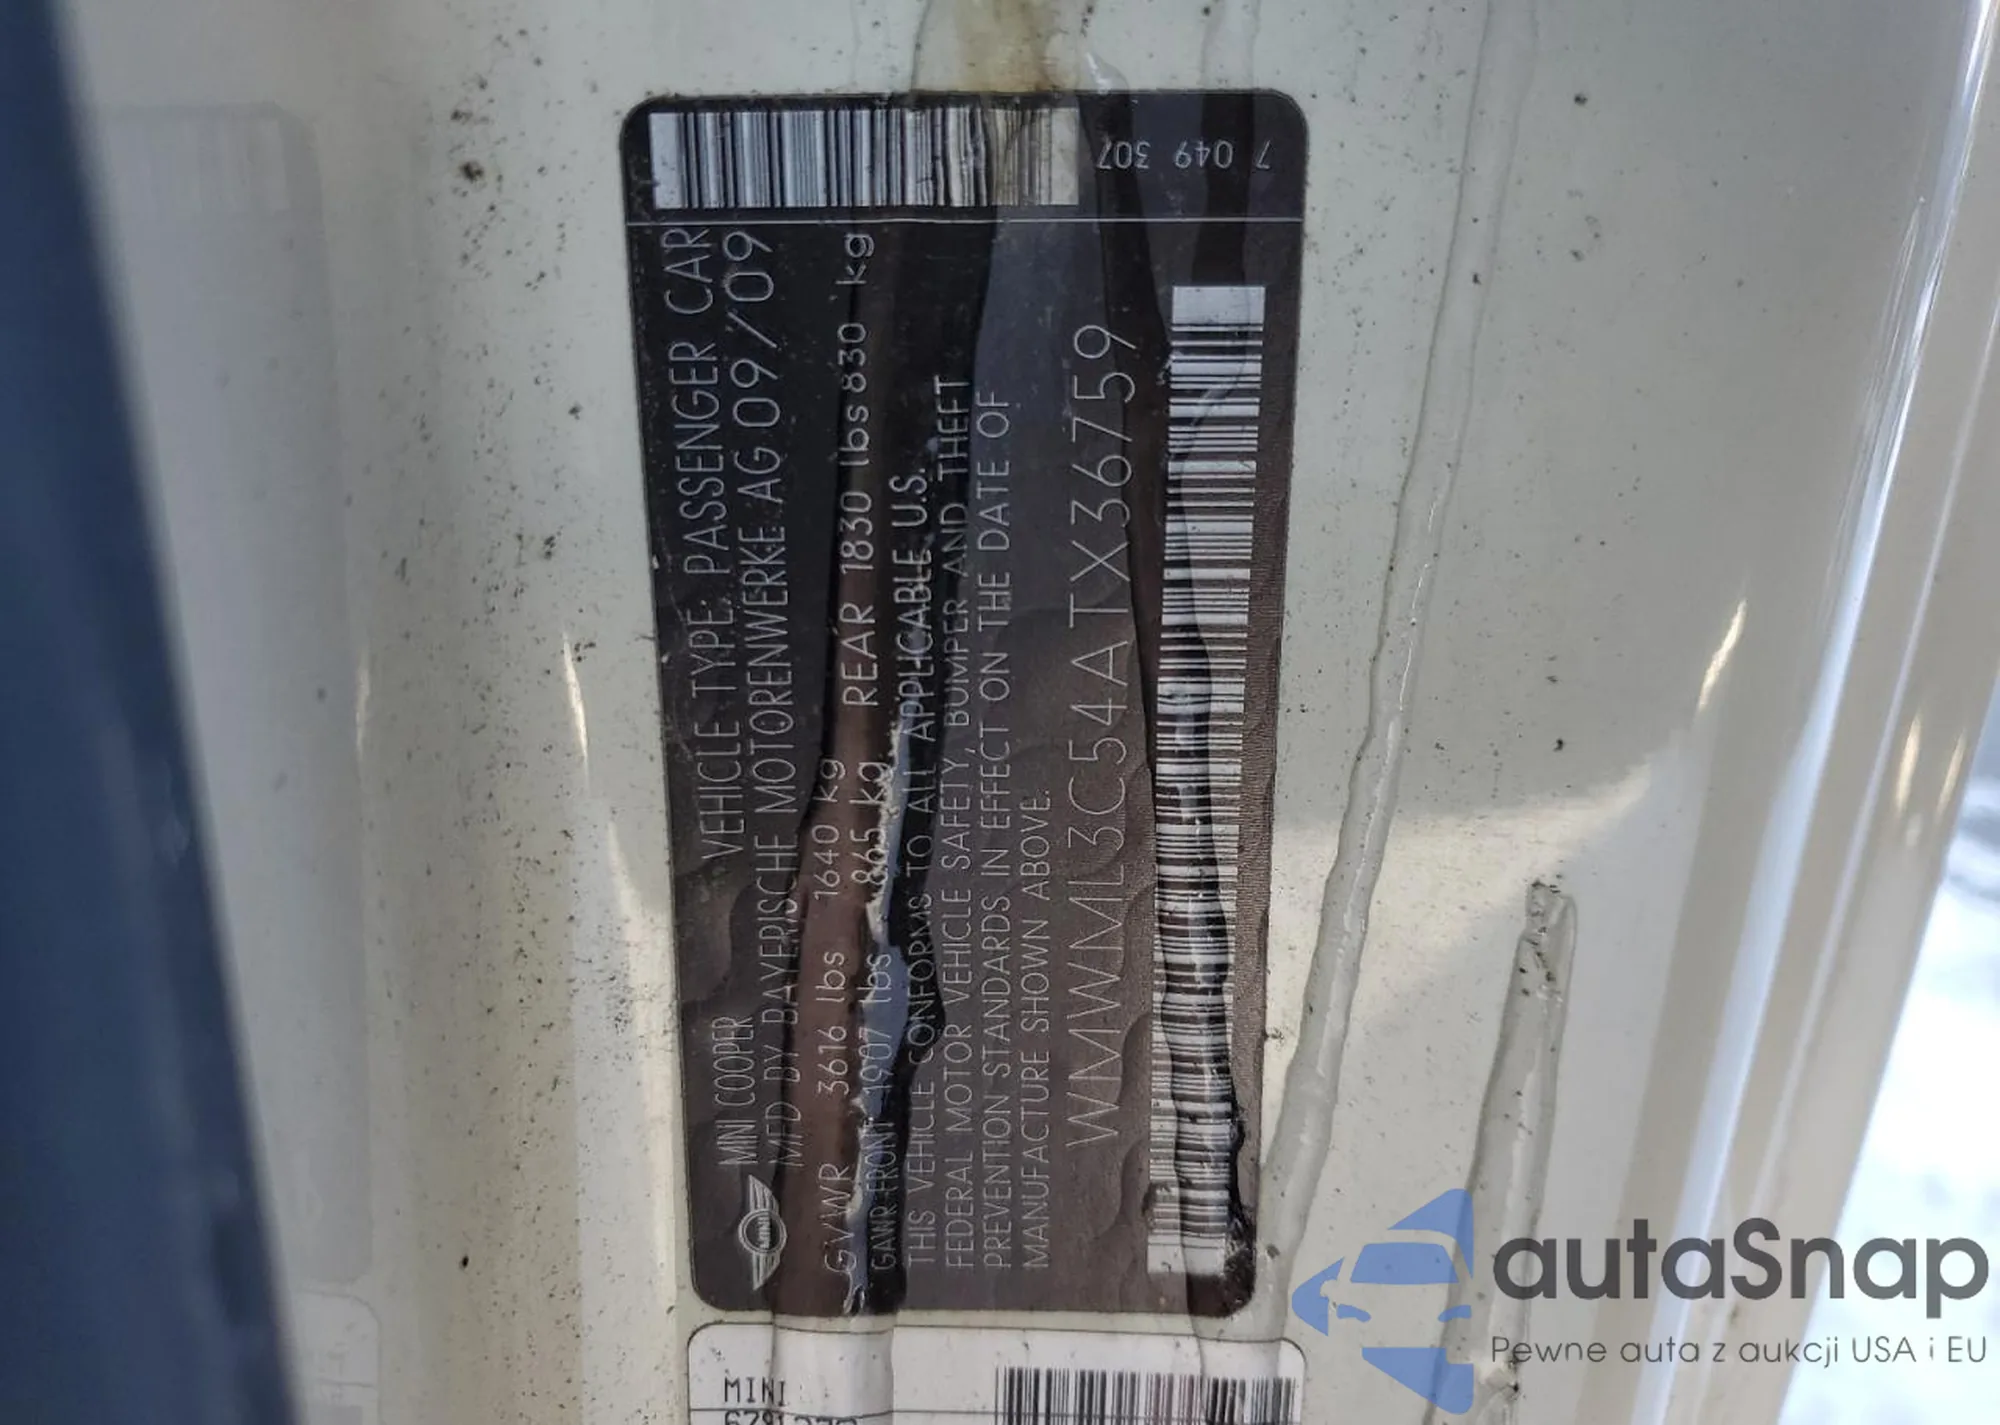 7 049 307
MINI COOPER VEHICLE TYPE: PASSENGER CAR
MFD BY BAYERISCHE MOTORENWERKE AG 09/09
GVWR 3616 lbs 1640 kg
GAWR FRONT 1907 lbs 865 kg REAR 1830 lbs 830 kg
THIS VEHICLE CONFORMS TO ALL APPLICABLE U.S.
FEDERAL MOTOR VEHICLE SAFETY, BUMPER AND THEFT
PREVENTION STANDARDS IN EFFECT ON THE DATE OF
MANUFACTURE SHOWN ABOVE.
WMWML3C54ATX36759
MINI
MINI
autaSnap
Pewne auta z aukcji USA i EU